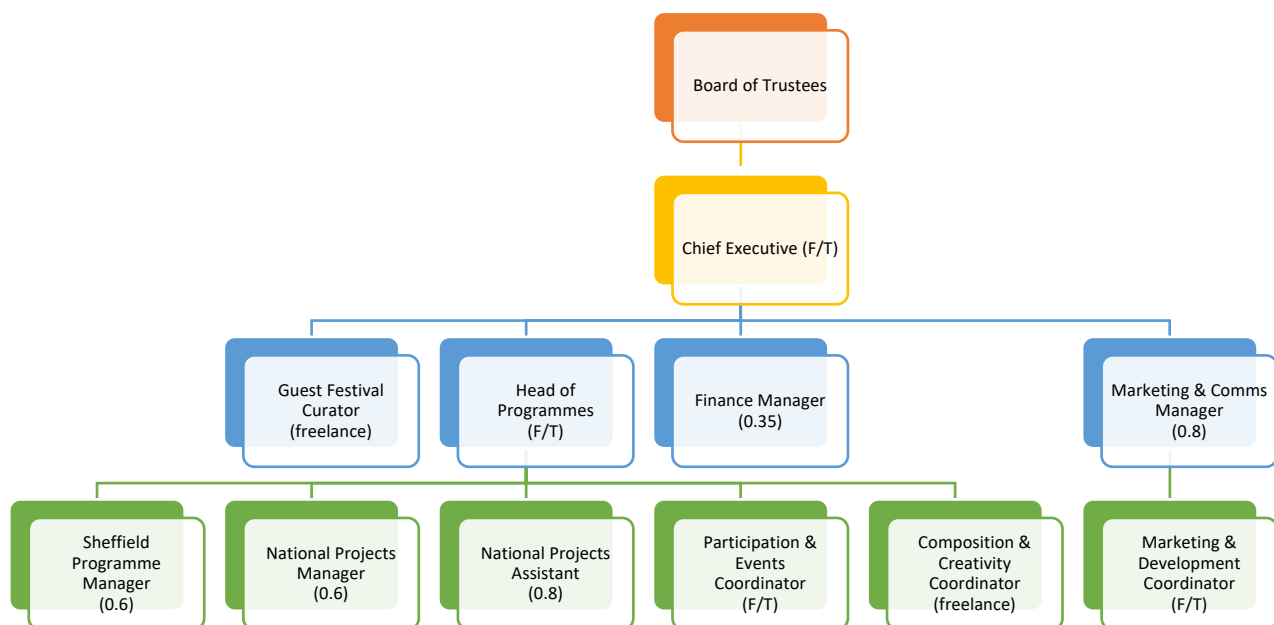 Board of Trustees
Chief Executive (F/T)
Guest Festival
Curator
(freelance)
Head of
Programmes
(F/T)
Finance Manager
(0.35)
Marketing & Comms
Manager
(0.8)
Sheffield
Programme
Manager
(0.6)
National Projects
Manager
(0.6)
National Projects
Assistant
(0.8)
Participation &
Events
Coordinator
(F/T)
Composition &
Creativity
Coordinator
(freelance)
Marketing &
Development
Coordinator
(F/T)